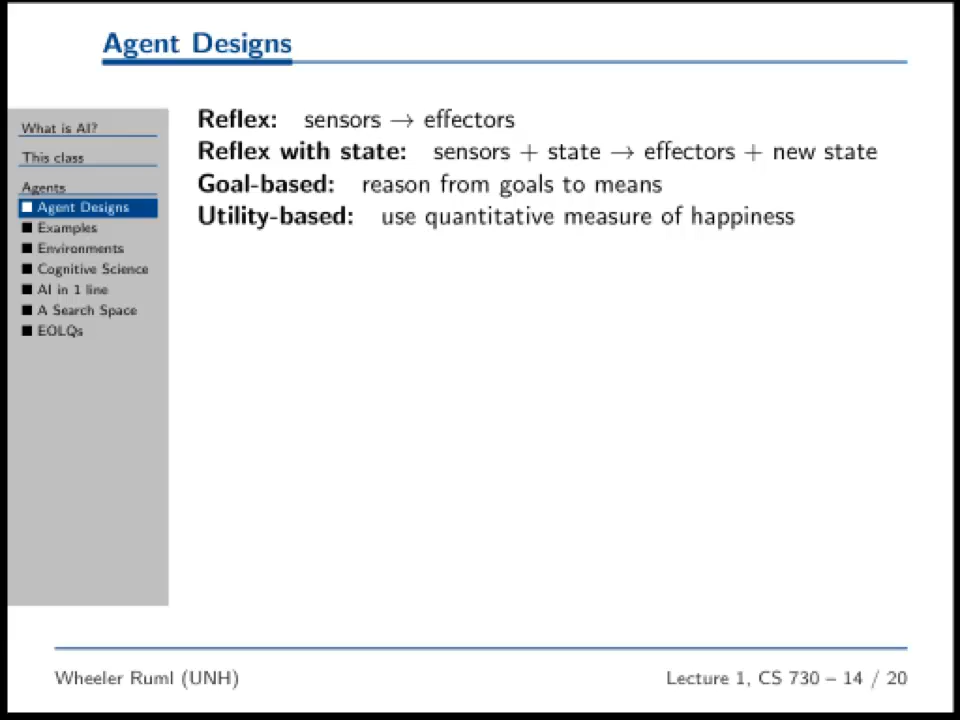 Agent Designs
What is AI?
This class
Agents
Agent Designs
Examples
Environments
Cognitive Science
AI in 1 line
A Search Space
EOLQs
Reflex: sensors → effectors
Reflex with state: sensors + state → effectors + new state
Goal-based: reason from goals to means
Utility-based: use quantitative measure of happiness
Wheeler Ruml (UNH)
Lecture 1, CS 730 – 14 / 20